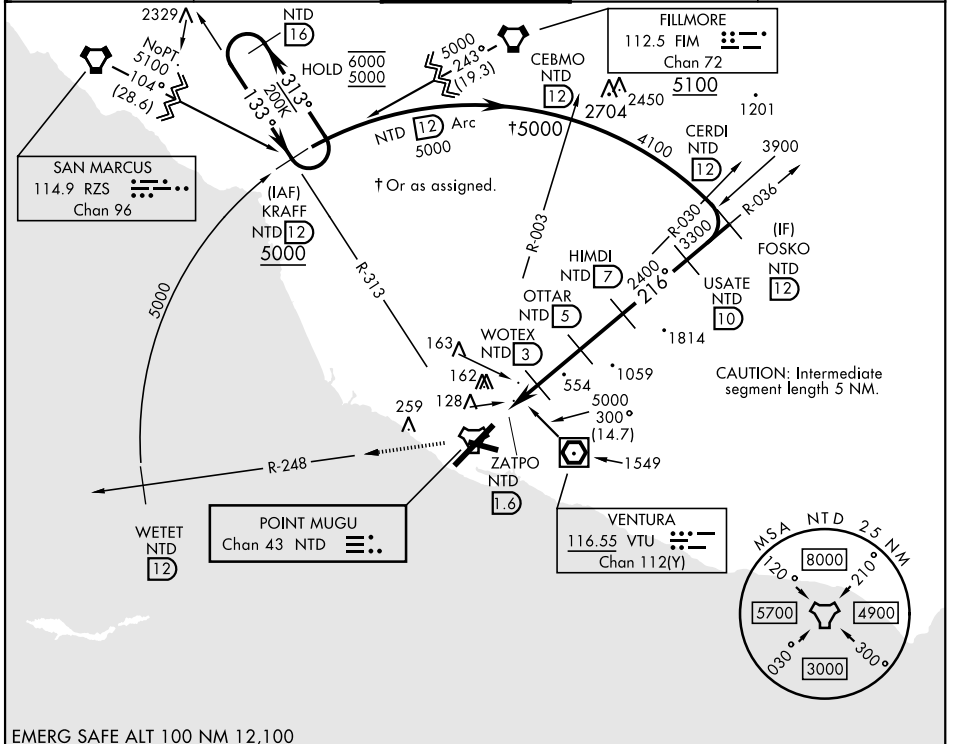 2329
NTD
16
NoPT
5100
104°
(28.6)
HOLD 6000
5000
200K
313°
133°
5000
243°
(19.3)
CEBMO
NTD
12
FILLMORE
112.5 FIM
Chan 72
5100
2704
2450
1201
SAN MARCUS
114.9 RZS
Chan 96
NTD 12 Arc
5000
†5000
4100
CERDI
NTD
12
3900
† Or as assigned.
(IAF)
KRAFF
NTD 12
5000
R-313
R-003
R-030
R-036
3300
(IF)
FOSKO
NTD
12
HIMDI
NTD 7
2400
216°
USATE
NTD
10
OTTAR
NTD 5
WOTEX
NTD 3
1814
1059
554
163
162
128
259
CAUTION: Intermediate
segment length 5 NM.
5000
300°
(14.7)
1549
5000
R-248
ZATPO
NTD
1.6
WETET
NTD
12
POINT MUGU
Chan 43 NTD
VENTURA
116.55 VTU
Chan 112(Y)
MSA NTD 25 NM
120°
210°
8000
5700
4900
030°
300°
3000
EMERG SAFE ALT 100 NM 12,100